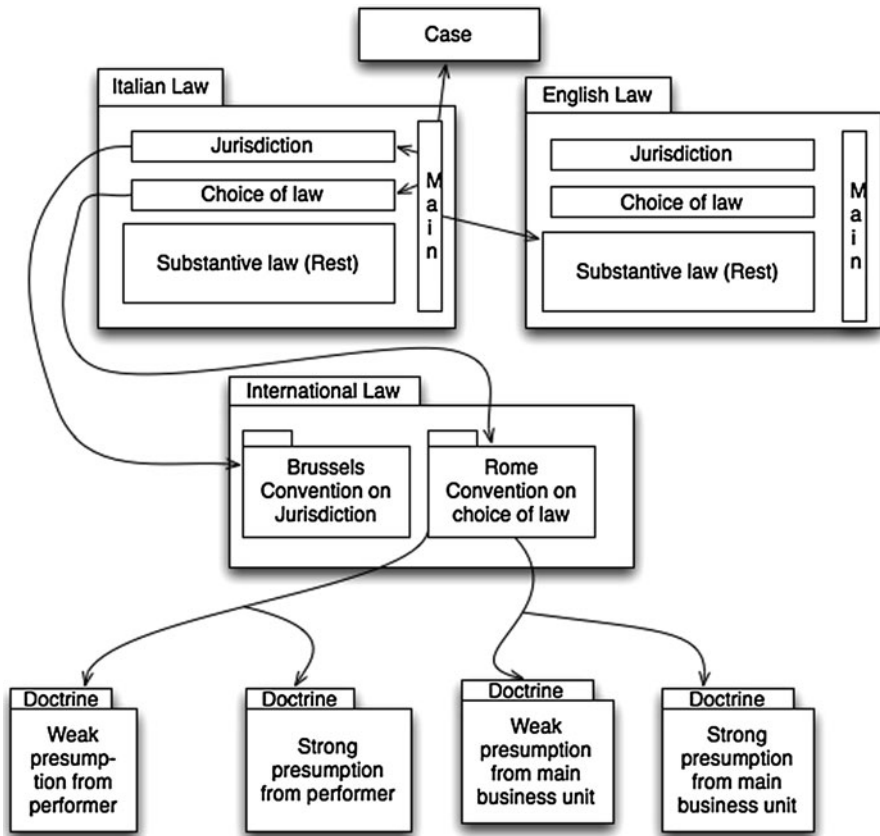 Case
Italian Law
Jurisdiction
Choice of law
Substantive law (Rest)
M
a
i
n
English Law
Jurisdiction
Choice of law
Substantive law (Rest)
M
a
i
n
International Law
Brussels
Convention on
Jurisdiction
Rome
Convention on
choice of law
Doctrine
Weak
presump-
tion from
performer
Doctrine
Strong
presumption
from performer
Doctrine
Weak
presumption
from main
business unit
Doctrine
Strong
presumption
from main
business unit